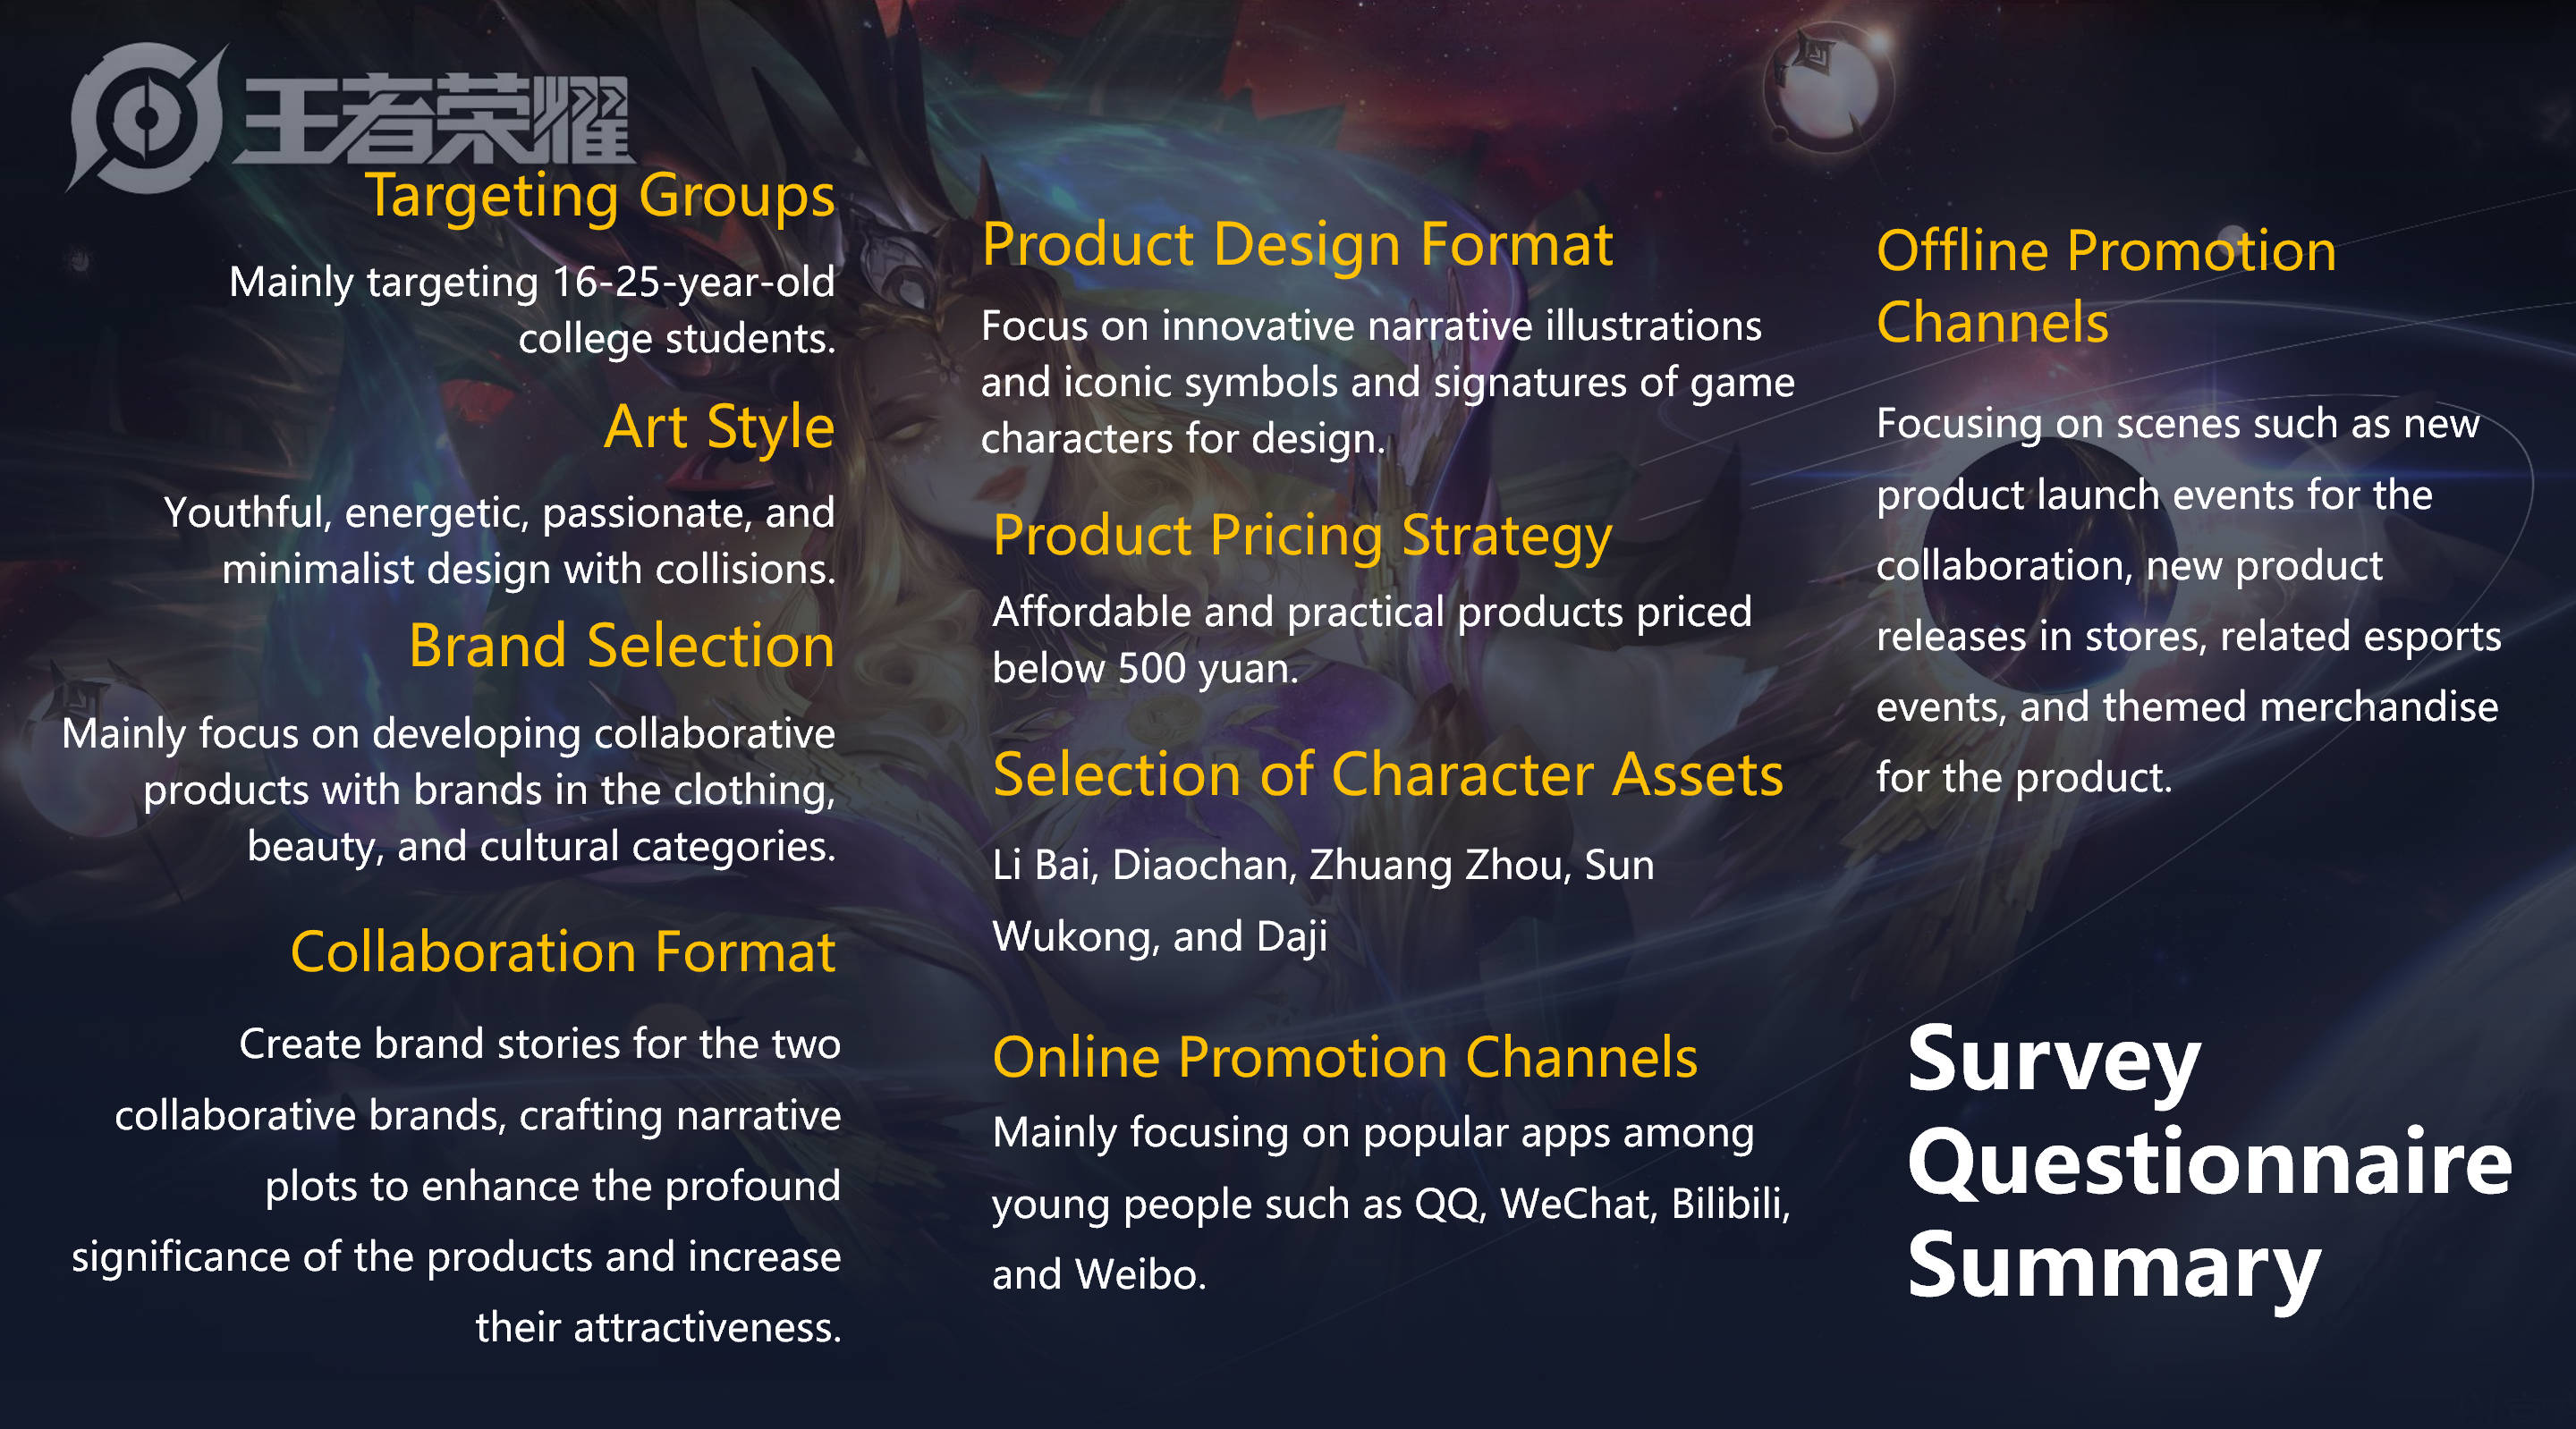 王者荣耀
Targeting Groups
Mainly targeting 16-25-year-old
college students.
Art Style
Youthful, energetic, passionate, and
minimalist design with collisions.
Brand Selection
Mainly focus on developing collaborative
products with brands in the clothing,
beauty, and cultural categories.
Collaboration Format
Create brand stories for the two
collaborative brands, crafting narrative
plots to enhance the profound
significance of the products and increase
their attractiveness.
Product Design Format
Focus on innovative narrative illustrations
and iconic symbols and signatures of game
characters for design.
Product Pricing Strategy
Affordable and practical products priced
below 500 yuan.
Selection of Character Assets
Li Bai, Diaochan, Zhuang Zhou, Sun
Wukong, and Daji
Online Promotion Channels
Mainly focusing on popular apps among
young people such as QQ, WeChat, Bilibili,
and Weibo.
Offline Promotion
Channels
Focusing on scenes such as new
product launch events for the
collaboration, new product
releases in stores, related esports
events, and themed merchandise
for the product.
Survey
Questionnaire
Summary